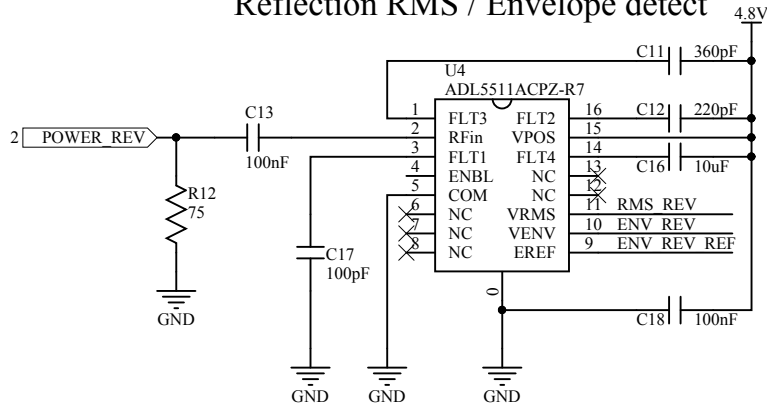 Reflection RMS / Envelope detect
4.8V
C11 360pF
U4
ADL5511ACPZ-R7
C13
100nF
2 POWER_REV
R12
75
GND
C17
100pF
GND
GND
GND
1 FLT3
2 RFin
3 FLT1
4 ENBL
5 COM
6 NC
7 NC
8 NC
0
FLT2 16
VPOS 15
FLT4 14
NC 13
NC 12
VRMS 11 RMS_REV
VENV 10 ENV_REV
EREF 9 ENV_REV_REF
C12 220pF
C16 10uF
C18 100nF